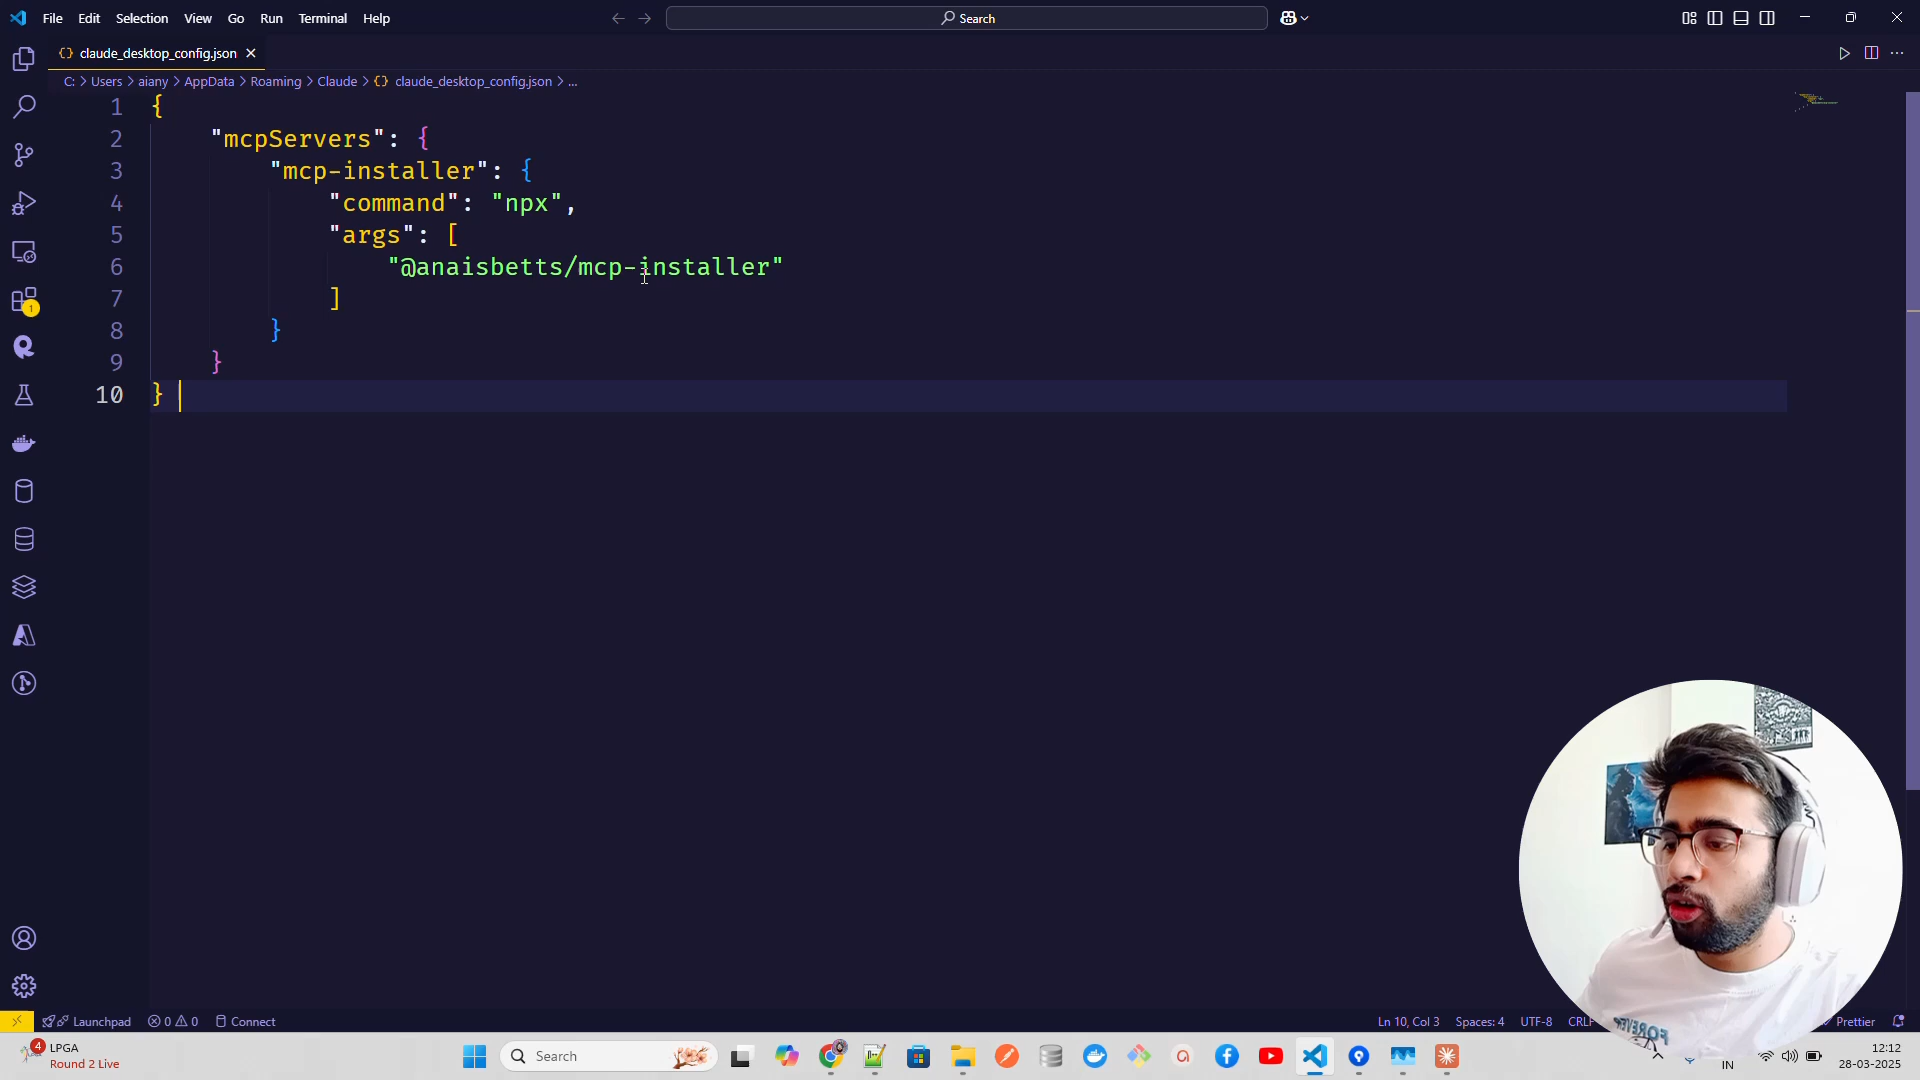 File Edit Selection View Go Run Terminal Help
Search
claude_desktop_config.json
C: > Users > aiany > AppData > Roaming > Claude > {} claude_desktop_config.json > ...
1 {
2 "mcpServers": {
3 "mcp-installer": {
4 "command": "npx",
5 "args": [
6 "@anaisbetts/mcp-installer"
7 ]
8 }
9 }
10 }
1
Launchpad 0 0 Connect
Ln 10, Col 3 Spaces: 4 UTF-8 CRLF Prettier
4
LPGA
Round 2 Live
Search
IN
12:12
28-03-2025